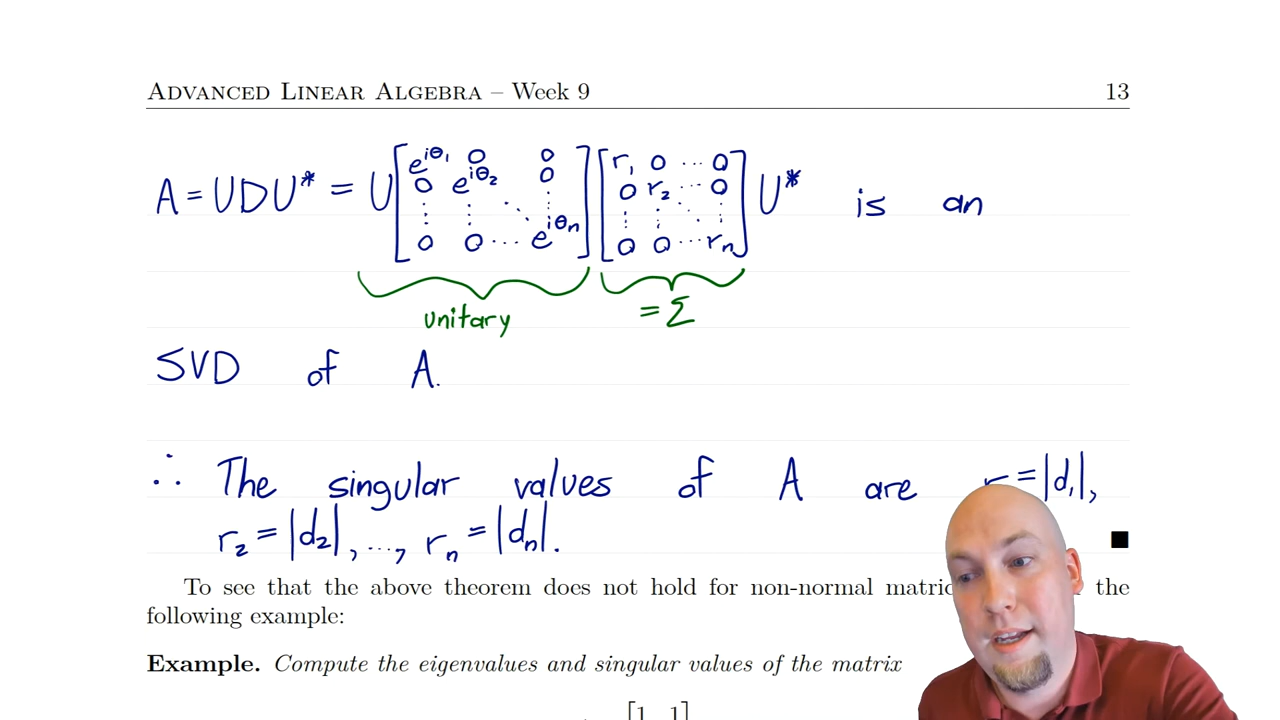 ADVANCED LINEAR ALGEBRA – Week 9 13
A = UDU* = U [e^{iθ₁} 0 0 / 0 e^{iθ₂} 0 / ⋮ ⋮ ⋱ ⋮ / 0 0 ⋯ e^{iθₙ}] [r₁ 0 ⋯ 0 / 0 r₂ ⋯ 0 / ⋮ ⋮ ⋱ ⋮ / 0 0 ⋯ rₙ] U* is an
unitary = Σ
SVD of A.
∴ The singular values of A are = |d₁|,
r₂ = |d₂|, ..., rₙ = |dₙ|. ■
To see that the above theorem does not hold for non-normal the
following example:
Example. Compute the eigenvalues and singular values of the matrix
[1 1]